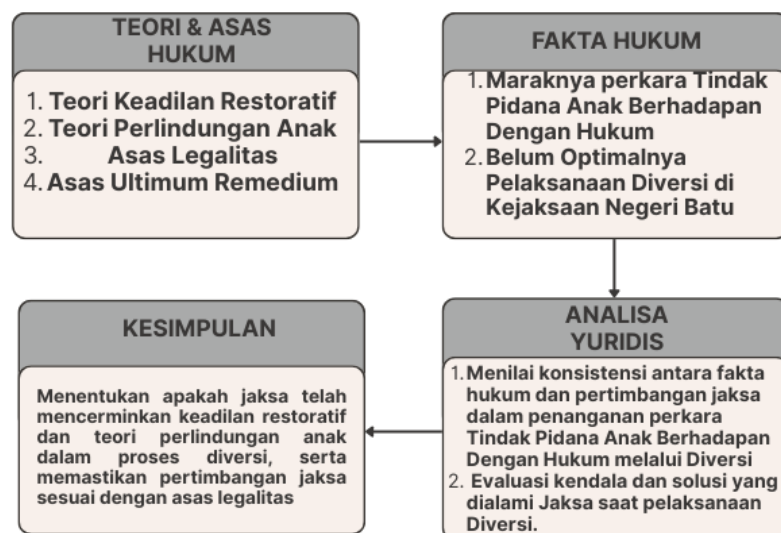 TEORI & ASAS
HUKUM
1. Teori Keadilan Restoratif
2. Teori Perlindungan Anak
3. Asas Legalitas
4. Asas Ultimum Remedium
FAKTA HUKUM
1. Maraknya perkara Tindak
Pidana Anak Berhadapan
Dengan Hukum
2. Belum Optimalnya
Pelaksanaan Diversi di
Kejaksaan Negeri Batu
ANALISA
YURIDIS
1. Menilai konsistensi antara fakta
hukum dan pertimbangan jaksa
dalam penanganan perkara
Tindak Pidana Anak Berhadapan
Dengan Hukum melalui Diversi
2. Evaluasi kendala dan solusi yang
dialami Jaksa saat pelaksanaan
Diversi.
KESIMPULAN
Menentukan apakah jaksa telah
mencerminkan keadilan restoratif
dan teori perlindungan anak
dalam proses diversi, serta
memastikan pertimbangan jaksa
sesuai dengan asas legalitas